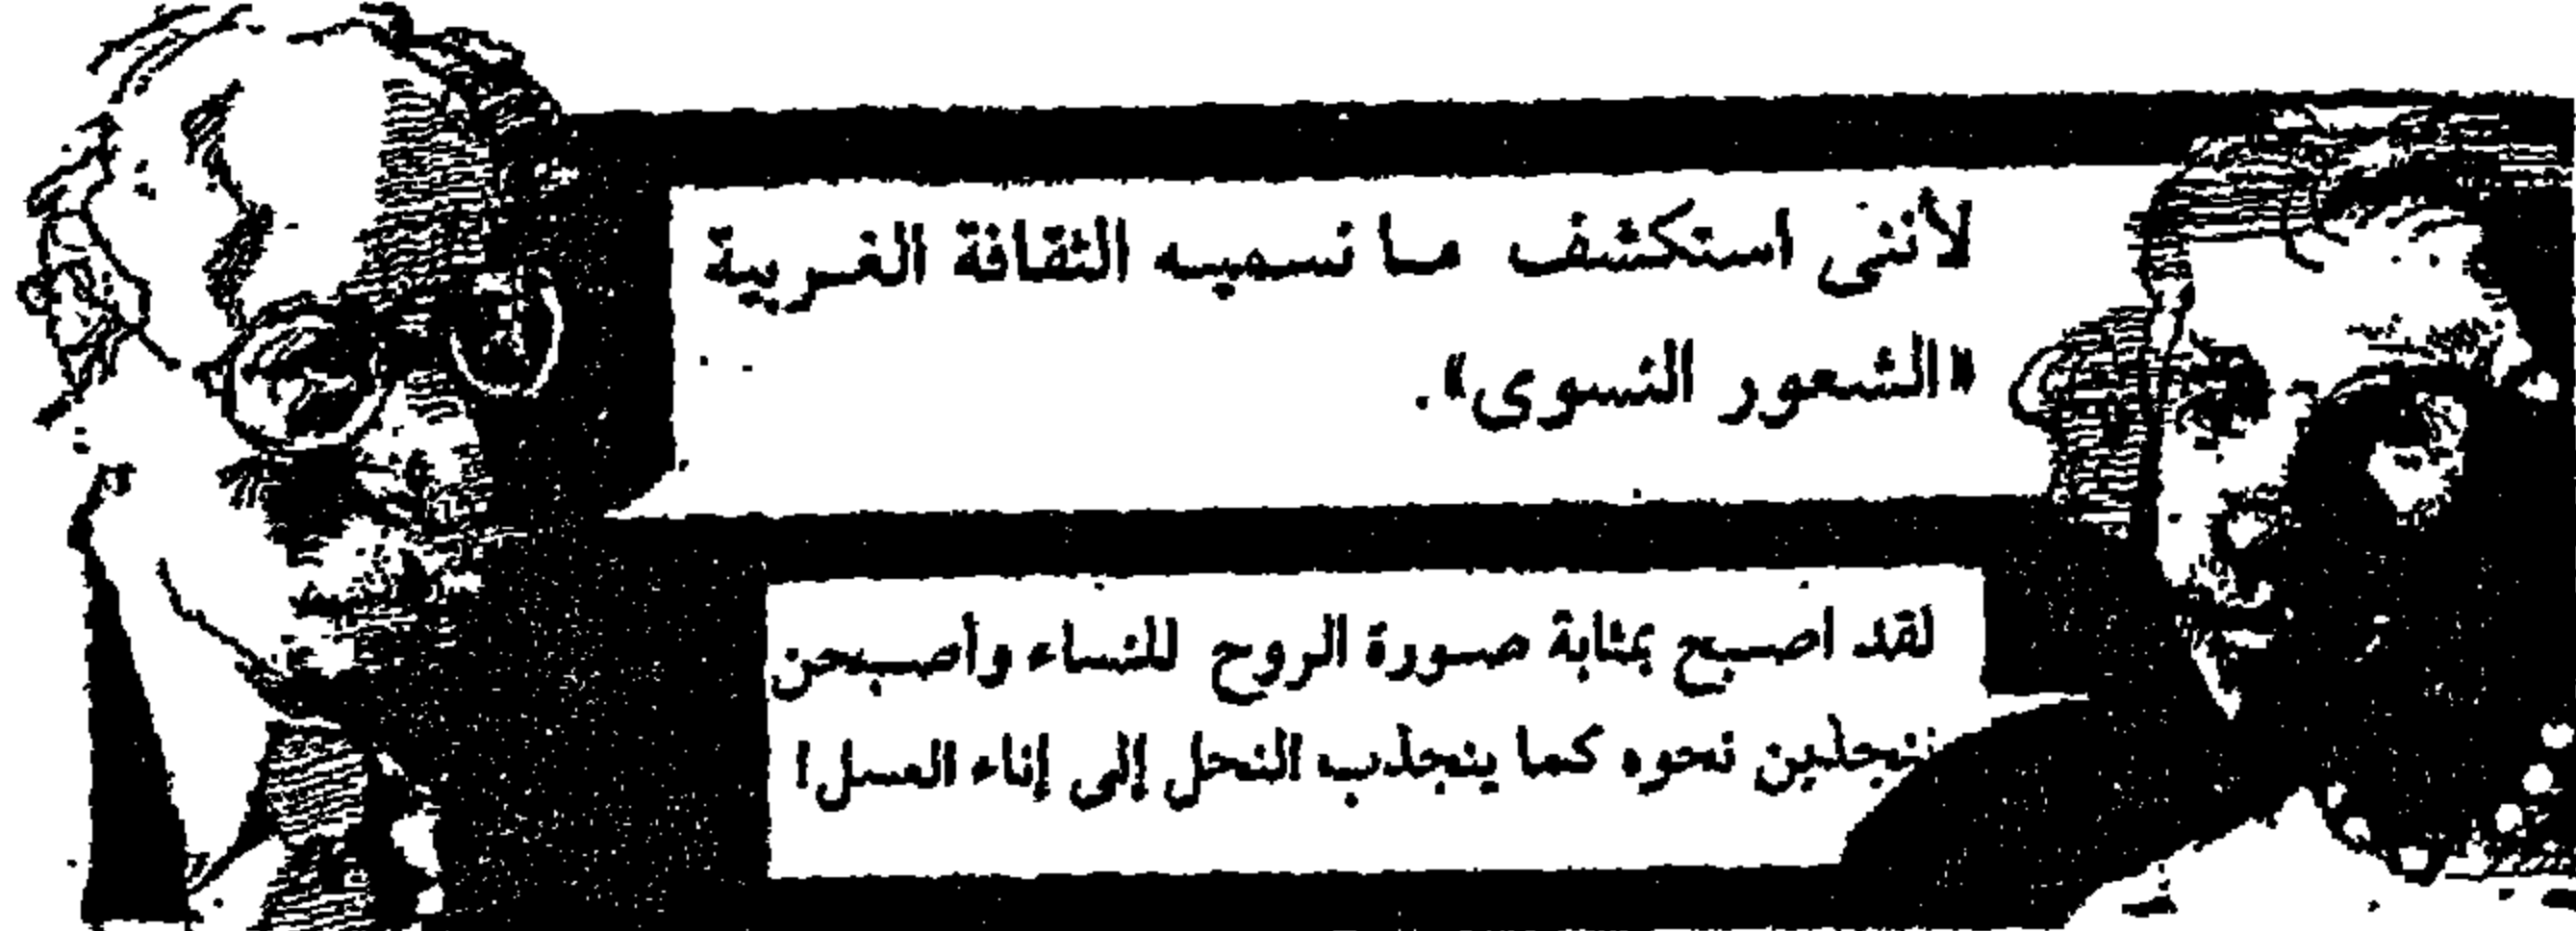 لأننى استكشف ما نسميه الثقافة الغربية
«الشعور النسوى».
لقد اصبح بمثابة صورة الروح للنساء وأصبحن
ينجذبن نحوه كما ينجذب النحل إلى إناء العسل!